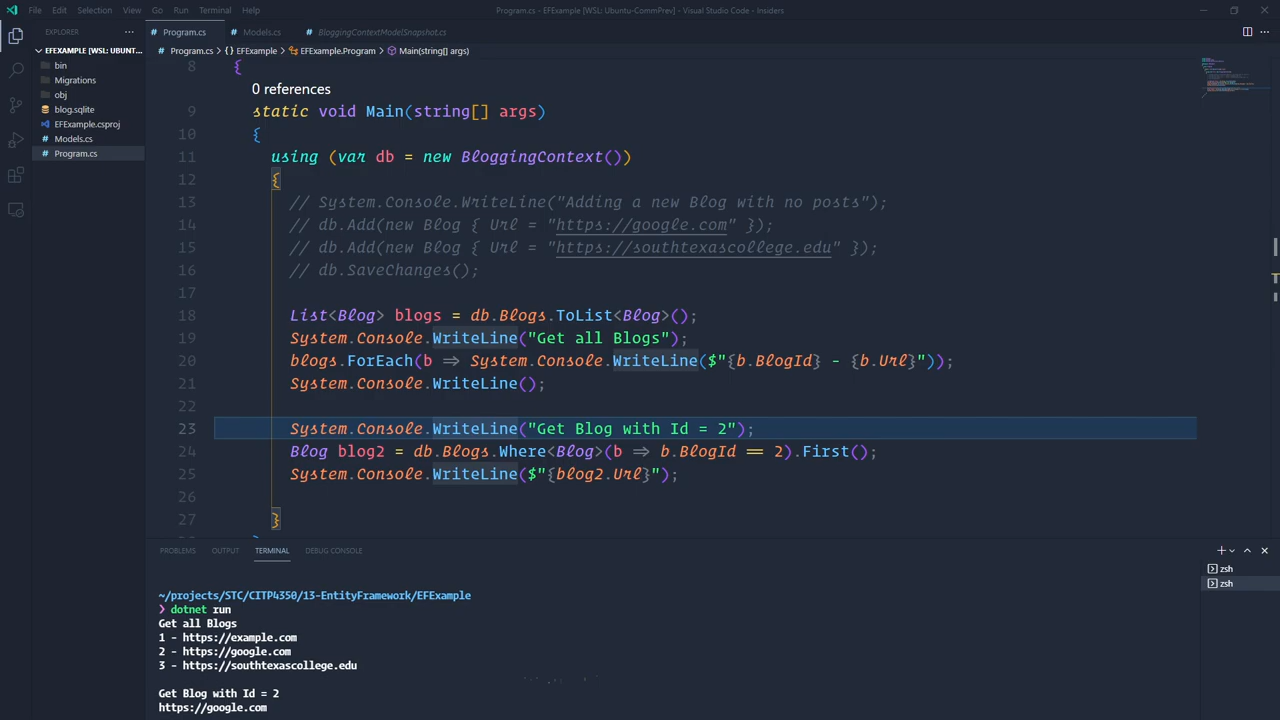 File Edit Selection View Go Run Terminal Help
Program.cs - EFExample [WSL: Ubuntu-CommPrev] - Visual Studio Code - Insiders
EXPLORER
EFEXAMPLE [WSL: UBUNT...
bin
Migrations
obj
blog.sqlite
EFExample.csproj
Models.cs
Program.cs
Program.cs Models.cs BloggingContextModelSnapshot.cs
Program.cs > {} EFExample > EFExample.Program > Main(string[] args)
8 {
0 references
9 static void Main(string[] args)
10 {
11 using (var db = new BloggingContext())
12 {
13 // System.Console.WriteLine("Adding a new Blog with no posts");
14 // db.Add(new Blog { Url = "https://google.com" });
15 // db.Add(new Blog { Url = "https://southtexascollege.edu" });
16 // db.SaveChanges();
17
18 List<Blog> blogs = db.Blogs.ToList<Blog>();
19 System.Console.WriteLine("Get all Blogs");
20 blogs.ForEach(b => System.Console.WriteLine($"{b.BlogId} - {b.Url}"));
21 System.Console.WriteLine();
22
23 System.Console.WriteLine("Get Blog with Id = 2");
24 Blog blog2 = db.Blogs.Where<Blog>(b => b.BlogId == 2).First();
25 System.Console.WriteLine($"{blog2.Url}");
26
27 }
PROBLEMS OUTPUT TERMINAL DEBUG CONSOLE
zsh
zsh
~/projects/STC/CITP4350/13-EntityFramework/EFExample
❯ dotnet run
Get all Blogs
1 - https://example.com
2 - https://google.com
3 - https://southtexascollege.edu
Get Blog with Id = 2
https://google.com